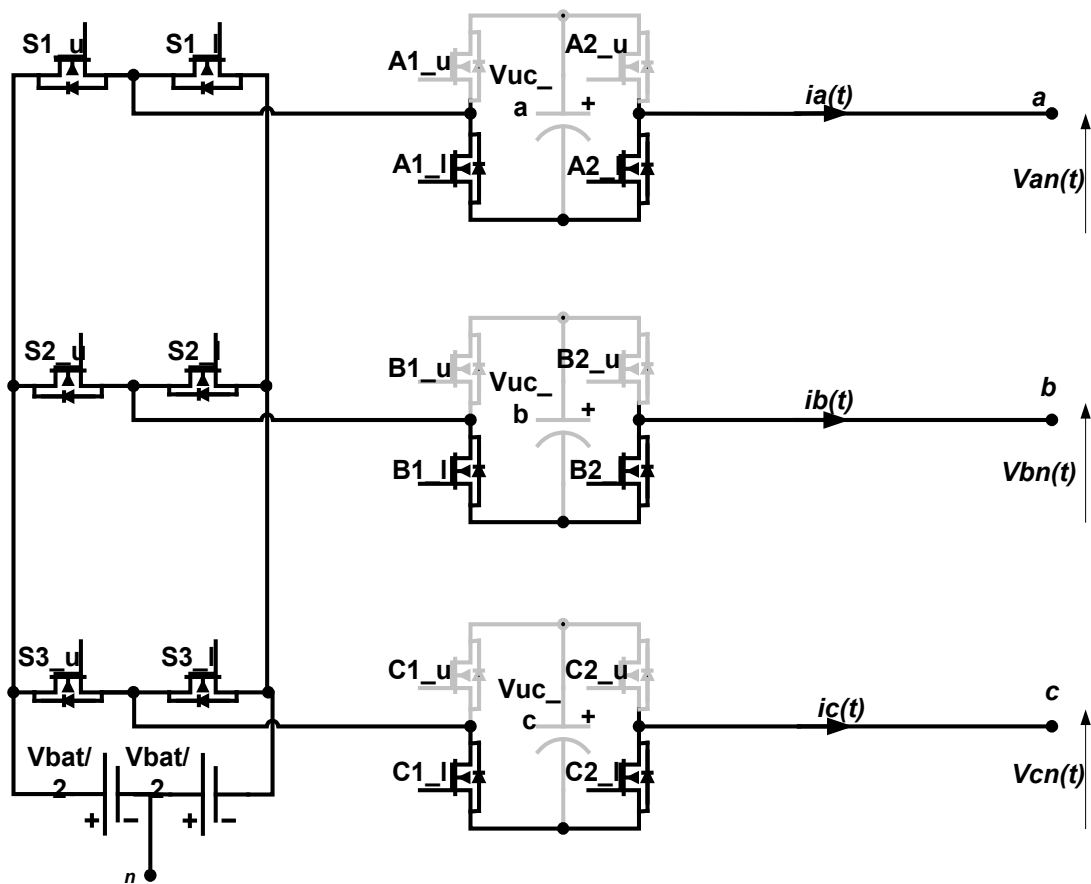 S1_u
S1_l
A1_u
Vuc_
a
+
A2_u
A1_l
A2_l
ia(t)
a
Van(t)
S2_u
S2_l
B1_u
Vuc_
b
+
B2_u
B1_l
B2_
ib(t)
b
Vbn(t)
S3_u
S3_l
C1_u
Vuc_
c
+
C2_u
C1_l
C2_l
ic(t)
c
Vcn(t)
Vbat/
2
Vbat/
2
+ −
+ −
n